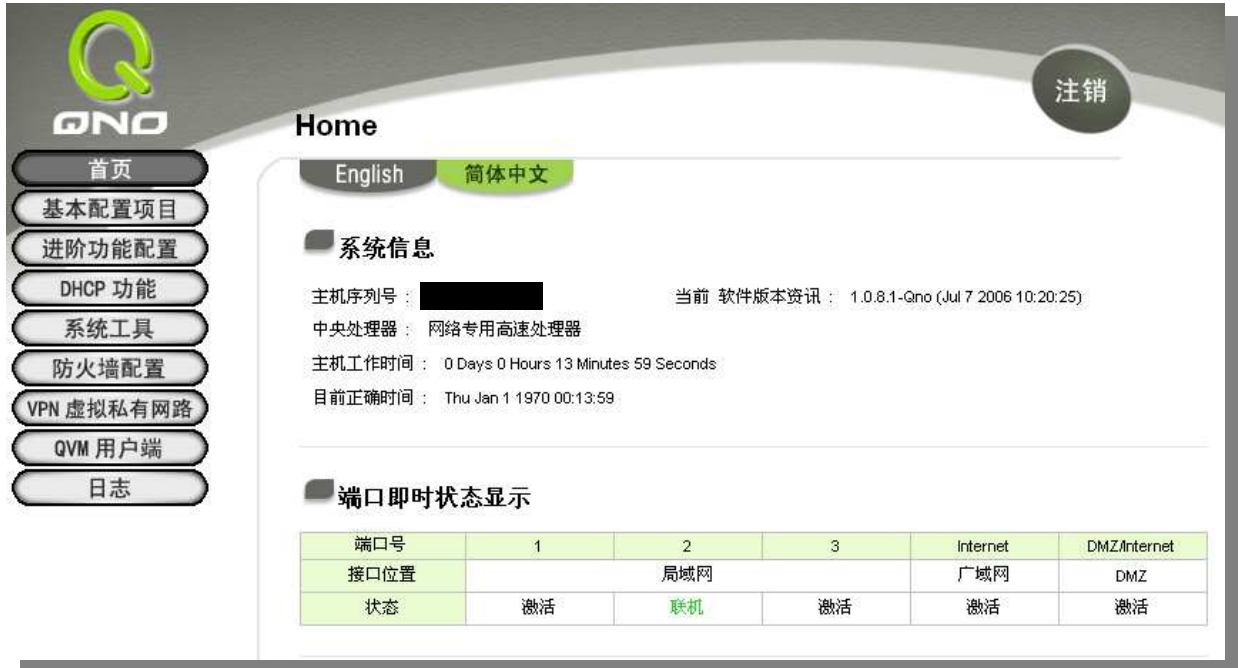 QNO
注销
Home
首页
基本配置项目
进阶功能配置
DHCP 功能
系统工具
防火墙配置
VPN 虚拟私有网路
QVM 用户端
日志
English 简体中文
系统信息
主机序列号： 当前 软件版本资讯： 1.0.8.1-Qno (Jul 7 2006 10:20:25)
中央处理器： 网络专用高速处理器
主机工作时间： 0 Days 0 Hours 13 Minutes 59 Seconds
目前正确时间： Thu Jan 1 1970 00:13:59
端口即时状态显示
端口号 1 2 3 Internet DMZ/Internet
接口位置 局域网 广域网 DMZ
状态 激活 联机 激活 激活 激活